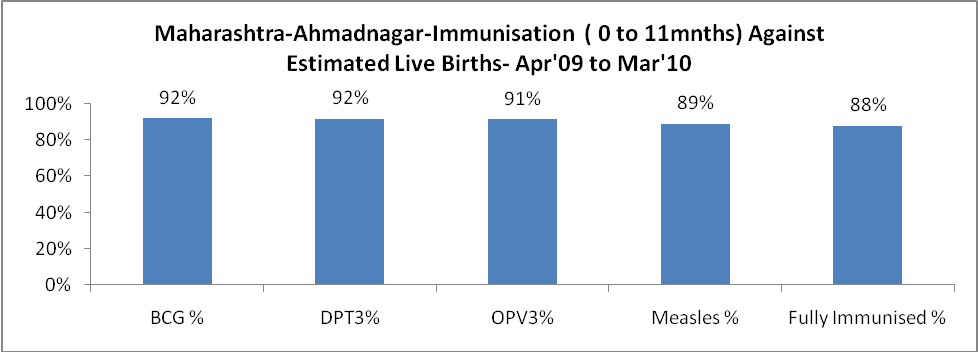 Maharashtra-Ahmadnagar-Immunisation ( 0 to 11mnths) Against
Estimated Live Births- Apr'09 to Mar'10
92%
92%
91%
89%
88%
100%
80%
60%
40%
20%
0%
BCG %
DPT3%
OPV3%
Measles %
Fully Immunised %